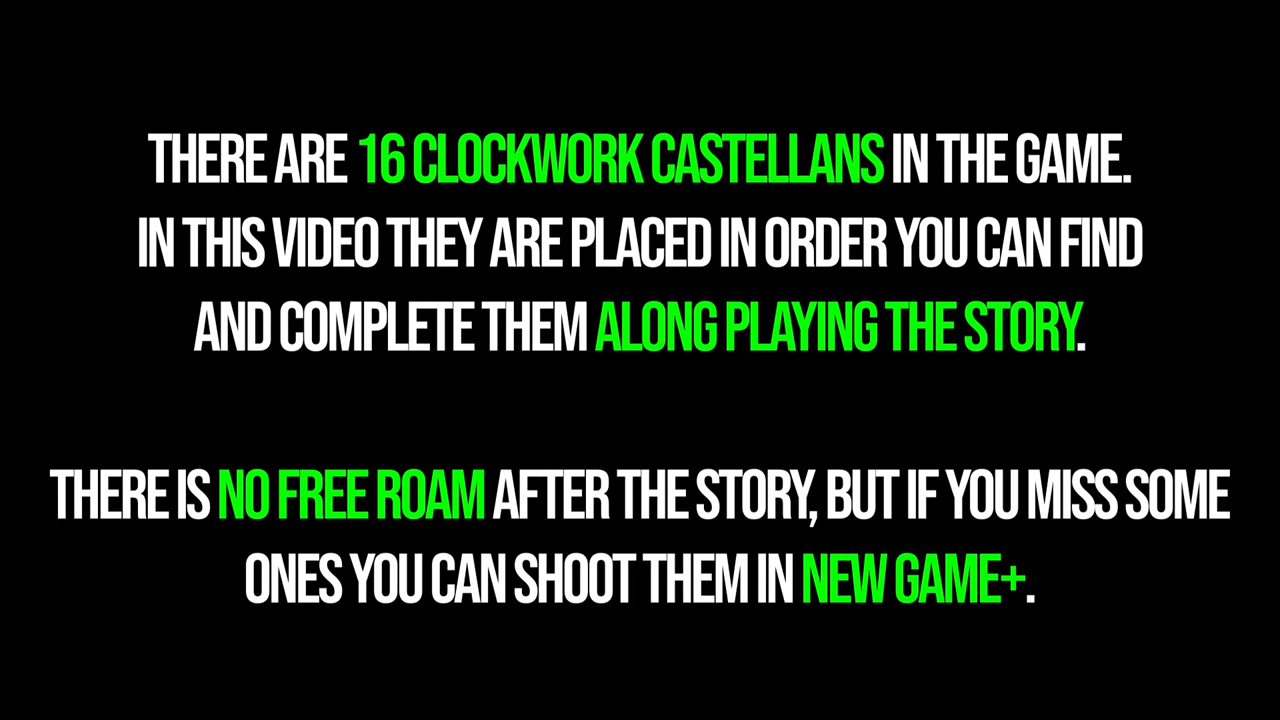 THERE ARE 16 CLOCKWORK CASTELLANS IN THE GAME.
IN THIS VIDEO THEY ARE PLACED IN ORDER YOU CAN FIND
AND COMPLETE THEM ALONG PLAYING THE STORY.
THERE IS NO FREE ROAM AFTER THE STORY, BUT IF YOU MISS SOME
ONES YOU CAN SHOOT THEM IN NEW GAME+.